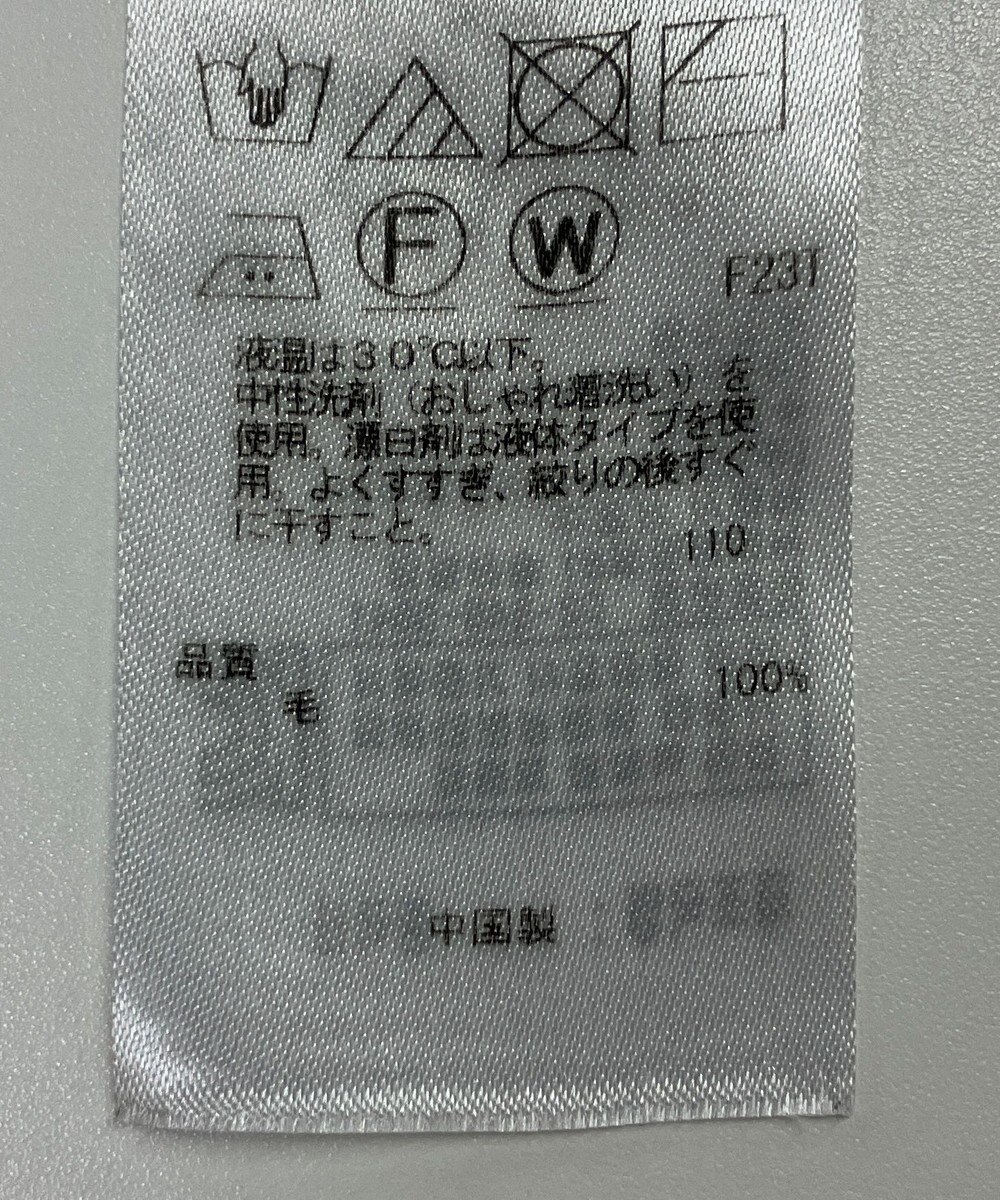 F W F23T
液温は30℃以下。
中性洗剤（おしゃれ着洗い）を
使用。漂白剤は液体タイプを使
用。よくすすぎ、絞りの後すぐ
に干すこと。
110
品質
毛 100%
中国製